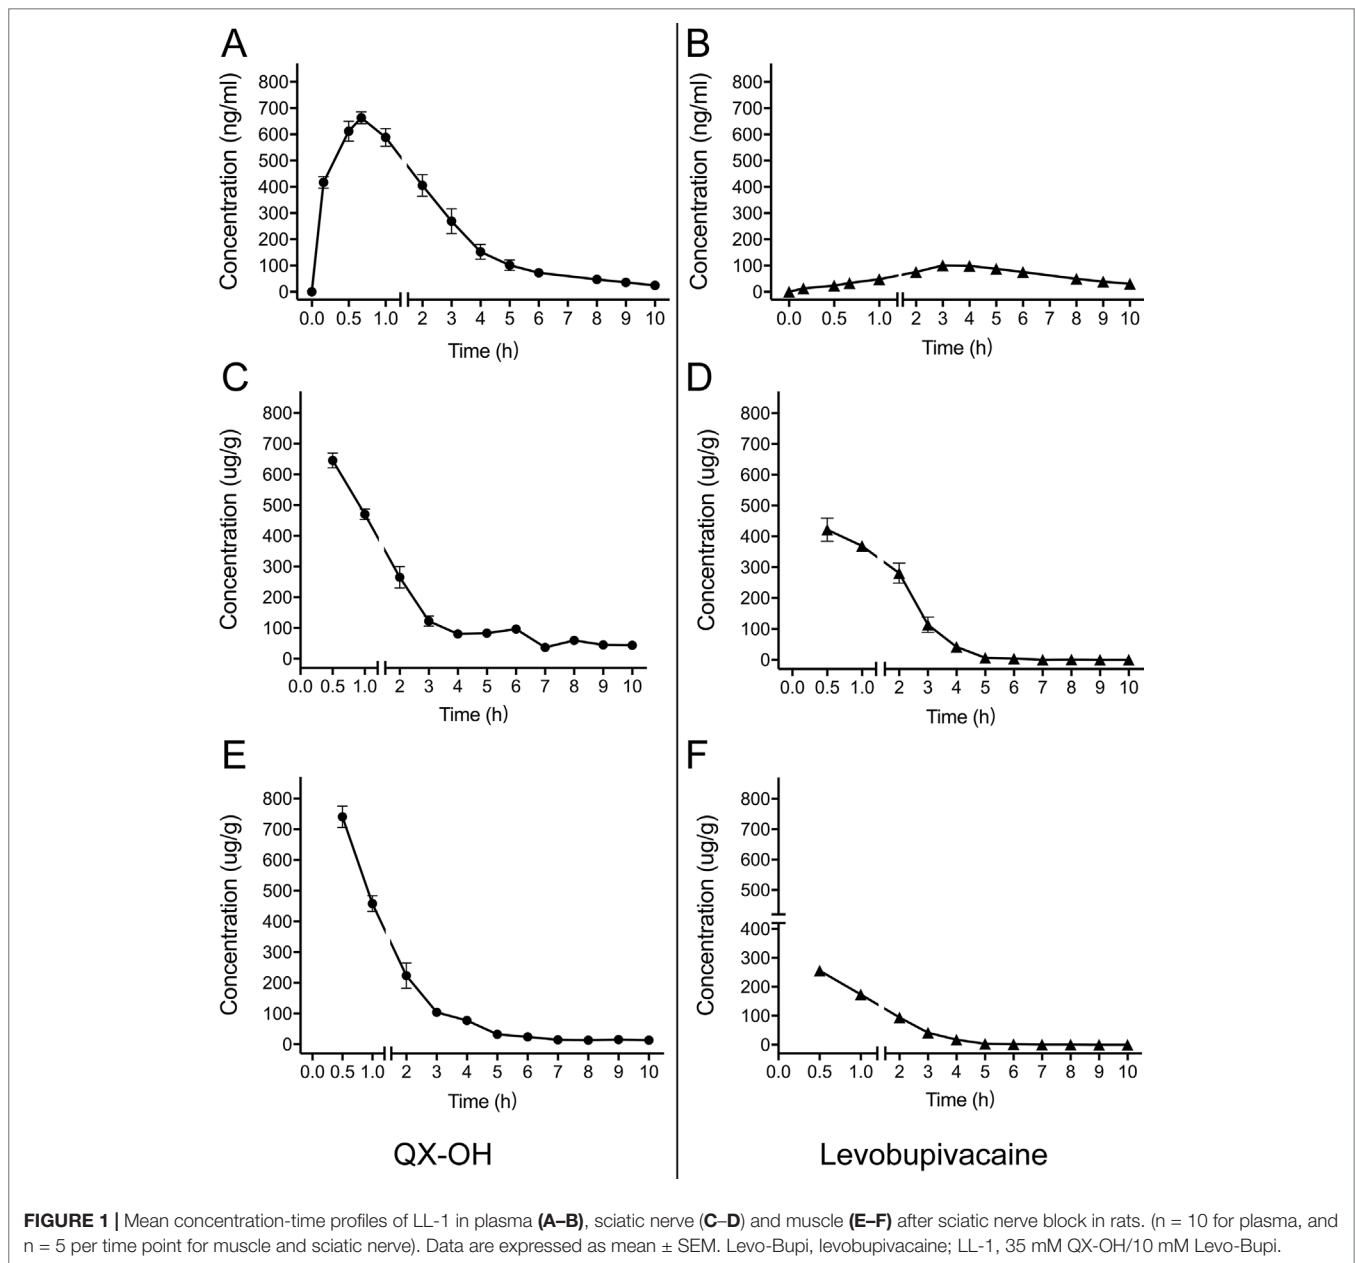 A
Concentration (ng/ml)
800
700
600
500
400
300
200
100
0
0.0 0.5 1.0 2 3 4 5 6 8 9 10
Time (h)
B
Concentration (ng/ml)
800
700
600
500
400
300
200
100
0
0.0 0.5 1.0 2 3 4 5 6 8 9 10
Time (h)
C
Concentration (ug/g)
800
700
600
500
400
300
200
100
0
0.0 0.5 1.0 2 3 4 5 6 7 8 9 10
Time (h)
D
Concentration (ug/g)
800
700
600
500
400
300
200
100
0
0.0 0.5 1.0 2 3 4 5 6 7 8 9 10
Time (h)
E
Concentration (ug/g)
800
700
600
500
400
300
200
100
0
0.0 0.5 1.0 2 3 4 5 6 7 8 9 10
Time (h)
F
Concentration (ug/g)
800
700
600
500
400
300
200
100
0
0.0 0.5 1.0 2 3 4 5 6 7 8 9 10
Time (h)
QX-OH
Levobupivacaine
FIGURE 1 | Mean concentration-time profiles of LL-1 in plasma (A–B), sciatic nerve (C–D) and muscle (E–F) after sciatic nerve block in rats. (n = 10 for plasma, and
n = 5 per time point for muscle and sciatic nerve). Data are expressed as mean ± SEM. Levo-Bupi, levobupivacaine; LL-1, 35 mM QX-OH/10 mM Levo-Bupi.